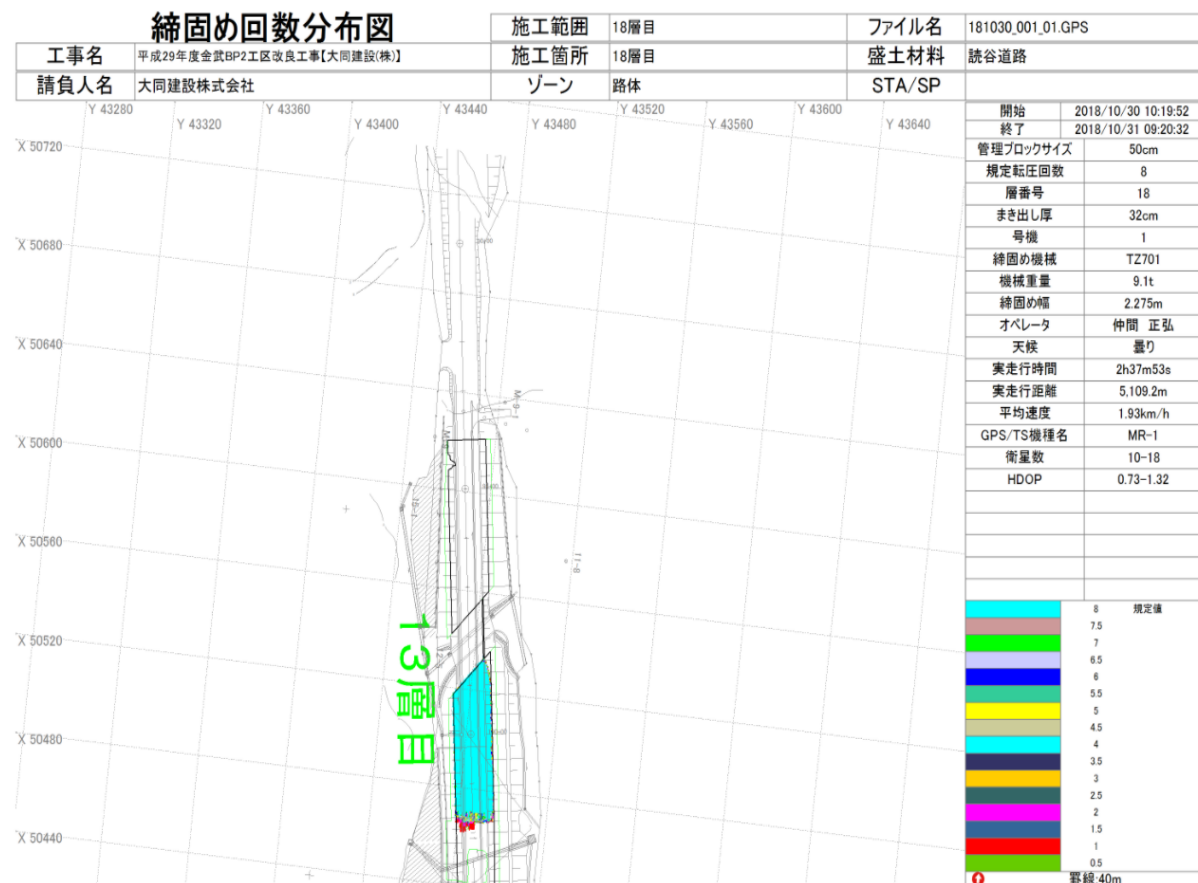 締固め回数分布図
施工範囲 18層目 ファイル名 181030_001_01.GPS
工事名 平成29年度金武BP2工区改良工事【大同建設(株)】 施工箇所 18層目 盛土材料 読谷道路
請負人名 大同建設株式会社 ゾーン 路体 STA/SP
Y 43280 Y 43360 Y 43440 Y 43520 Y 43600
Y 43320 Y 43400 Y 43480 Y 43560 Y 43640
X 50720
X 50680
X 50640
X 50600
X 50560
X 50520
X 50480
X 50440
11-8
13層目
開始 2018/10/30 10:19:52
終了 2018/10/31 09:20:32
管理ブロックサイズ 50cm
規定転圧回数 8
層番号 18
まき出し厚 32cm
号機 1
締固め機械 TZ701
機械重量 9.1t
締固め幅 2.275m
オペレータ 仲間 正弘
天候 曇り
実走行時間 2h37m53s
実走行距離 5,109.2m
平均速度 1.93km/h
GPS/TS機種名 MR-1
衛星数 10-18
HDOP 0.73-1.32
8 規定値
7.5
7
6.5
6
5.5
5
4.5
4
3.5
3
2.5
2
1.5
1
0.5
罫線:40m